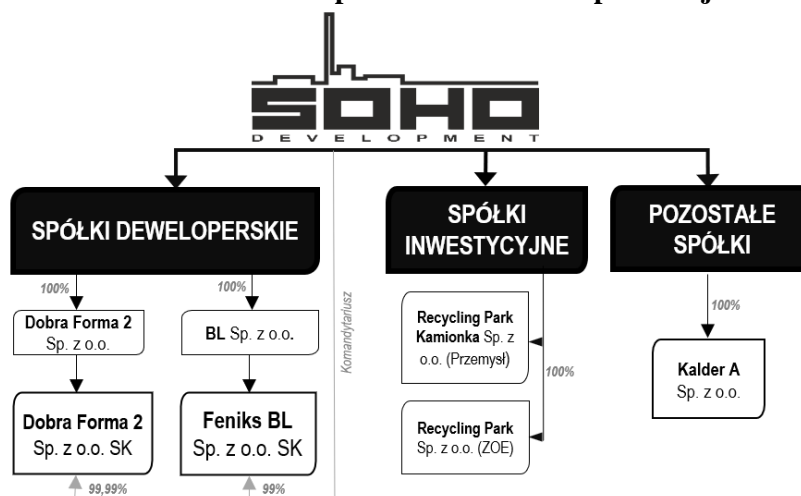 SOHO
DEVELOPMENT
SPÓŁKI DEWELOPERSKIE
SPÓŁKI
INWESTYCYJNE
POZOSTAŁE
SPÓŁKI
100%
100%
Komandytariusz
100%
Dobra Forma 2
Sp. z o.o.
BL Sp. z o.o.
Recycling Park
Kamionka Sp. z
o.o. (Przemysł)
100%
Kalder A
Sp. z o.o.
Dobra Forma 2
Sp. z o.o. SK
Feniks BL
Sp. z o.o. SK
Recycling Park
Sp. z o.o. (ZOE)
99,99%
99%